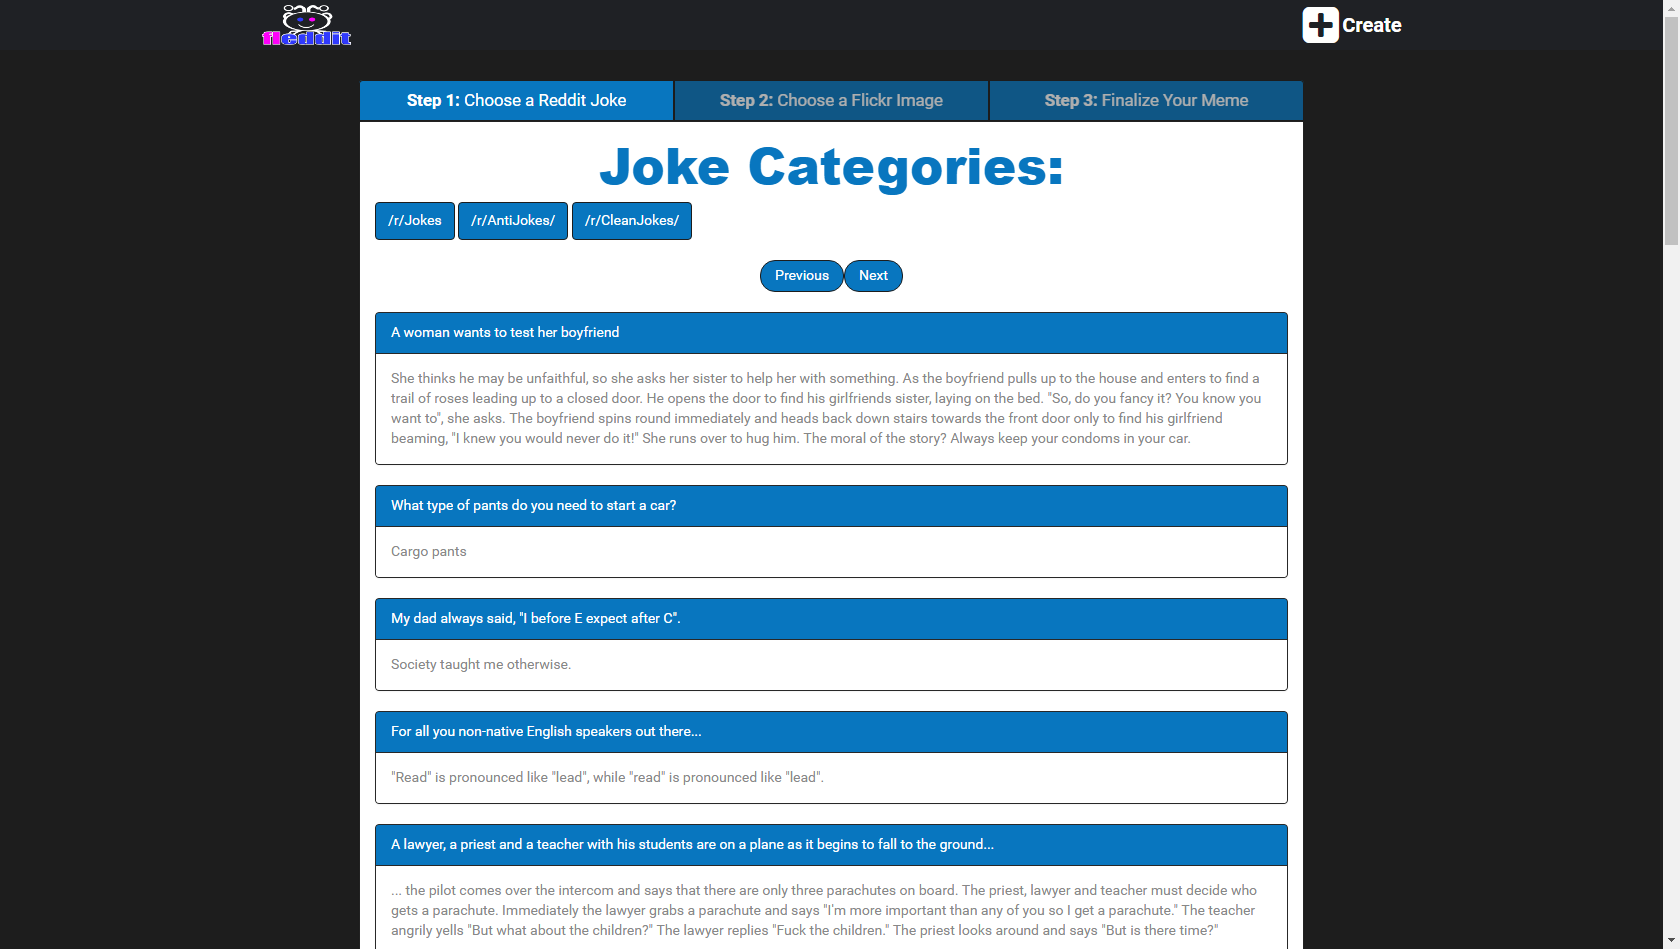 fleddit
Create
Step 1: Choose a Reddit Joke
Step 2: Choose a Flickr Image
Step 3: Finalize Your Meme
Joke Categories:
/r/Jokes
/r/AntiJokes/
/r/CleanJokes/
Previous
Next
A woman wants to test her boyfriend
She thinks he may be unfaithful, so she asks her sister to help her with something. As the boyfriend pulls up to the house and enters to find a
trail of roses leading up to a closed door. He opens the door to find his girlfriends sister, laying on the bed. "So, do you fancy it? You know you
want to", she asks. The boyfriend spins round immediately and heads back down stairs towards the front door only to find his girlfriend
beaming, "I knew you would never do it!" She runs over to hug him. The moral of the story? Always keep your condoms in your car.
What type of pants do you need to start a car?
Cargo pants
My dad always said, "I before E expect after C".
Society taught me otherwise.
For all you non-native English speakers out there...
"Read" is pronounced like "lead", while "read" is pronounced like "lead".
A lawyer, a priest and a teacher with his students are on a plane as it begins to fall to the ground...
... the pilot comes over the intercom and says that there are only three parachutes on board. The priest, lawyer and teacher must decide who
gets a parachute. Immediately the lawyer grabs a parachute and says "I'm more important than any of you so I get a parachute." The teacher
angrily yells "But what about the children?" The lawyer replies "Fuck the children." The priest looks around and says "But is there time?"